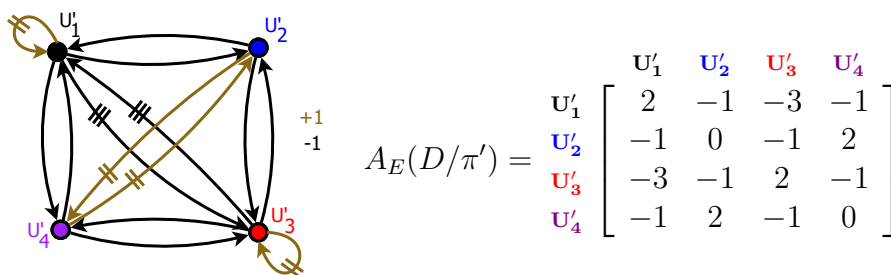 U'1
U'2
+1
-1
U'4
U'3
U′1 U′2 U′3 U′4
A_E(D/π′) =
U′1 2 −1 −3 −1
U′2 −1 0 −1 2
U′3 −3 −1 2 −1
U′4 −1 2 −1 0